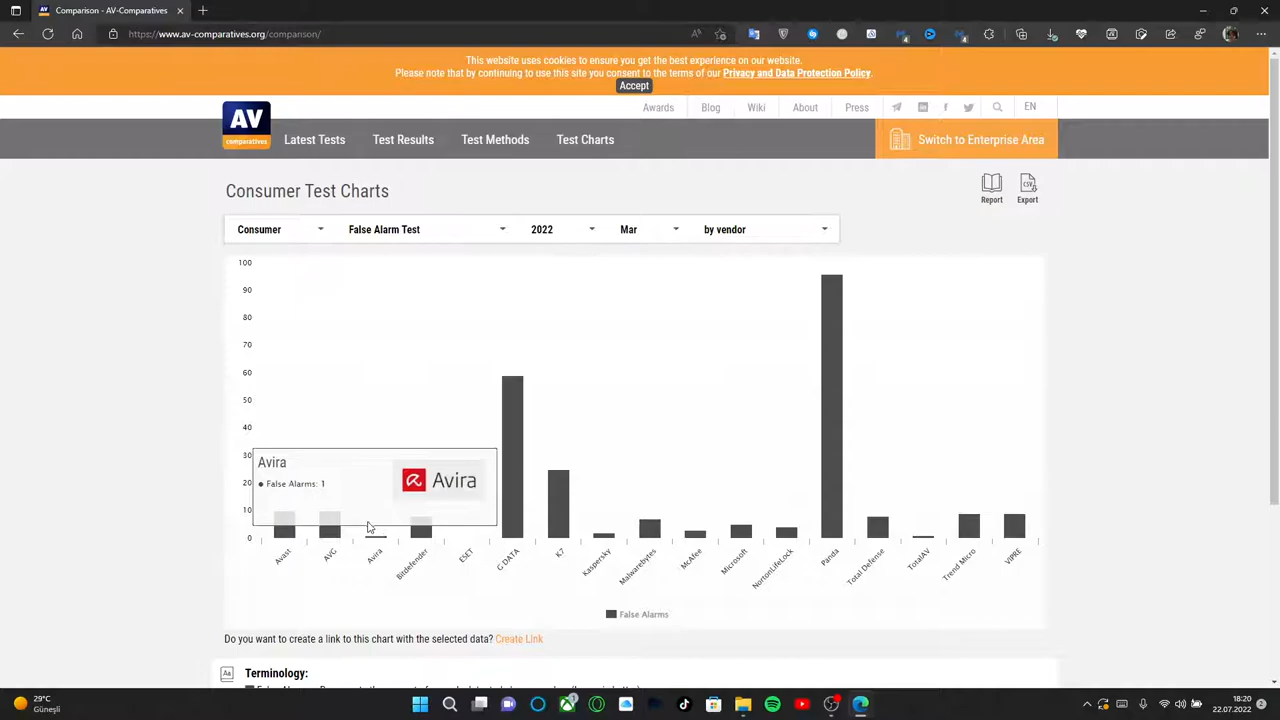 Comparison - AV-Comparatives
https://www.av-comparatives.org/comparison/
This website uses cookies to ensure you get the best experience on our website.
Please note that by continuing to use this site you consent to the terms of our Privacy and Data Protection Policy.
Accept
Awards Blog Wiki About Press EN
AV comparatives
Latest Tests Test Results Test Methods Test Charts Switch to Enterprise Area
Consumer Test Charts
CSV
Report Export
Consumer False Alarm Test 2022 Mar by vendor
100
90
80
70
60
50
40
30
20
10
0
Avira
False Alarms: 1
Avira
Avast AVG Avira Bitdefender ESET G DATA K7 Kaspersky Malwarebytes McAfee Microsoft NortonLifeLock Panda Total Defense TotalAV Trend Micro VIPRE
False Alarms
Do you want to create a link to this chart with the selected data? Create Link
Aa Terminology:
29°C
Güneşli
18:20
22.07.2022